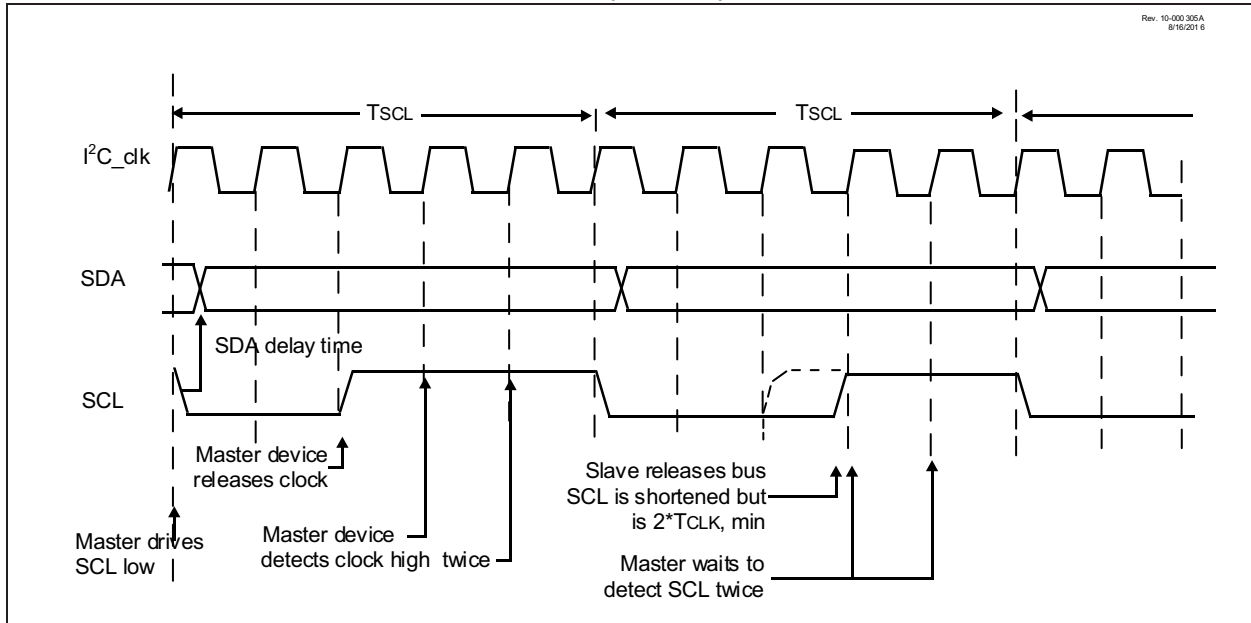 Rev. 10-000 305A
8/16/201 6
TSCL
TSCL
I²C_clk
SDA
SDA delay time
SCL
Master device
releases clock
Master drives
SCL low
Master device
detects clock high twice
Slave releases bus
SCL is shortened but
is 2*TCLK, min
Master waits to
detect SCL twice